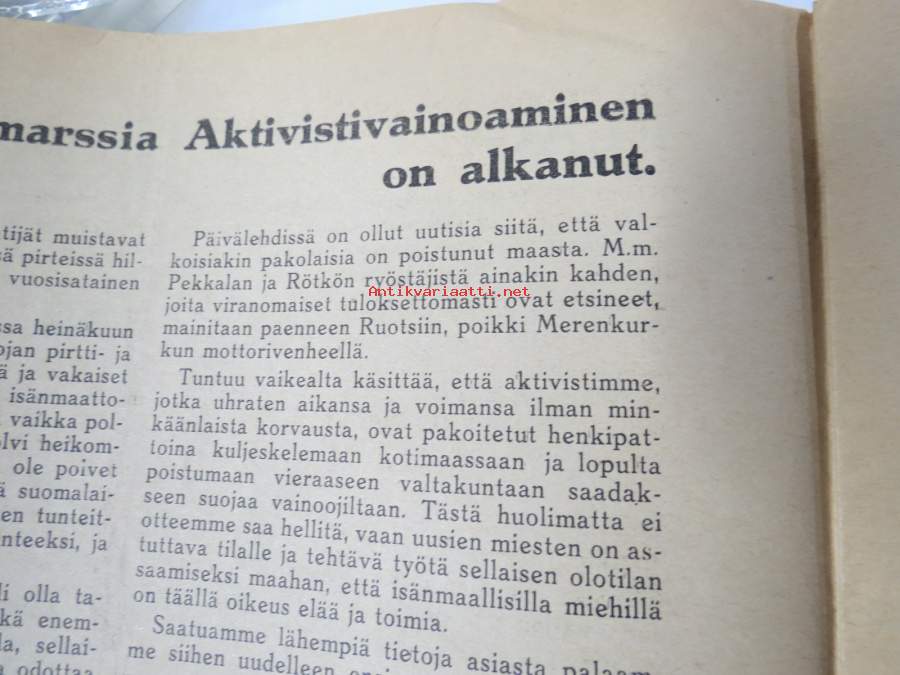 marssia
tijät muistavat
sä pirteissä hil-
vuosisatainen
ssa heinäkuun
ojan pirtti- ja
ä ja vakaiset
isänmaatto-
vaikka pol-
lvi heikom-
ole poivet
ä suomalai-
en tunteit-
nteeksi, ja
li olla ta-
kä enem-
la, sellai-
odottaa
Aktivistivainoaminen
on alkanut.
Päivälehdissä on ollut uutisia siitä, että val-
koisiakin pakolaisia on poistunut maasta. M.m.
Pekkalan ja Rötkön ryöstäjistä ainakin kahden,
joita viranomaiset tuloksettomasti ovat etsineet,
mainitaan paenneen Ruotsiin, poikki Merenkur-
kun mottorivenheellä.
Tuntuu vaikealta käsittää, että aktivistimme,
jotka uhraten aikansa ja voimansa ilman min-
käänlaista korvausta, ovat pakoitetut henkipat-
toina kuljeskelemaan kotimaassaan ja lopulta
poistumaan vieraaseen valtakuntaan saadak-
seen suojaa vainoojiltaan. Tästä huolimatta ei
otteemme saa hellitä, vaan uusien miesten on as-
tuttava tilalle ja tehtävä työtä sellaisen olotilan
saamiseksi maahan, että isänmaallisilla miehillä
on täällä oikeus elää ja toimia.
Saatuamme lähempiä tietoja asiasta palaam-
me siihen uudelleen
Antikvariaatti.net